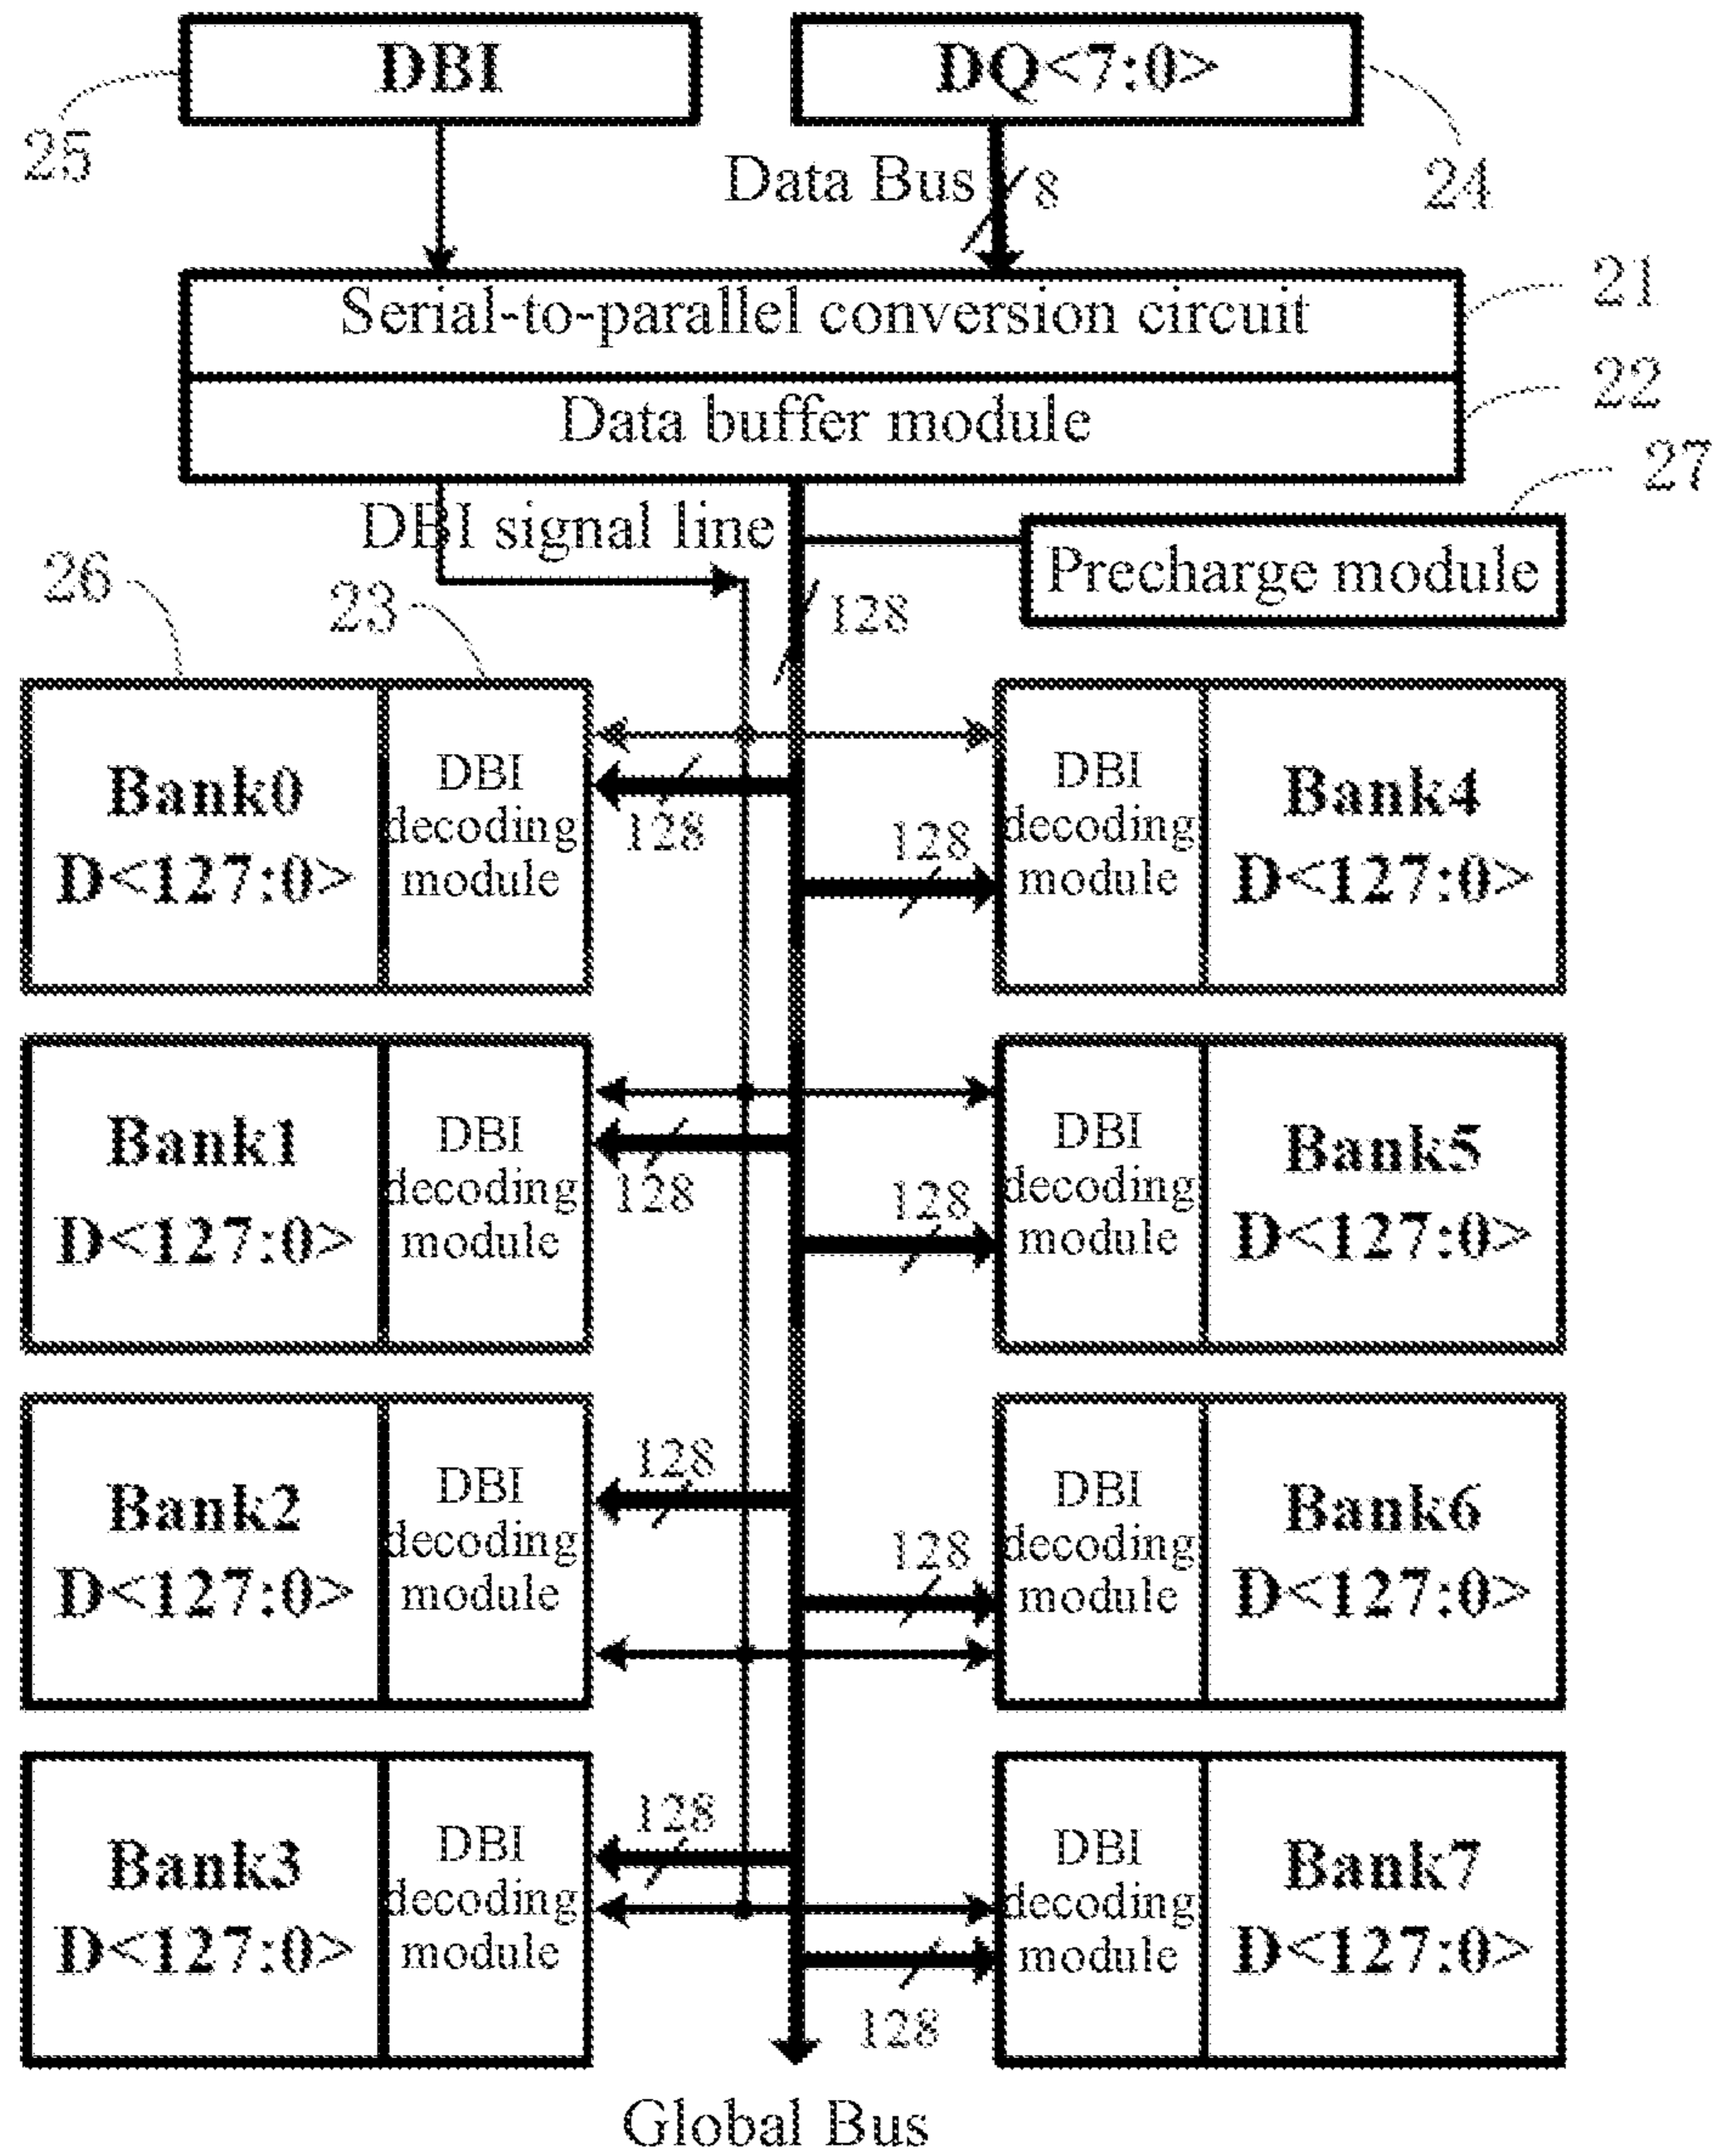 DBI
DQ<7:0>
25
24
Data Bus
8
Serial-to-parallel conversion circuit
21
Data buffer module
22
27
DBI signal line
Precharge module
26
23
128
Bank0
D<127:0>
DBI
decoding
module
128
128
DBI
decoding
module
Bank4
D<127:0>
Bank1
D<127:0>
DBI
decoding
module
128
128
DBI
decoding
module
Bank5
D<127:0>
Bank2
D<127:0>
DBI
decoding
module
128
128
DBI
decoding
module
Bank6
D<127:0>
Bank3
D<127:0>
DBI
decoding
module
128
128
DBI
decoding
module
Bank7
D<127:0>
Global Bus